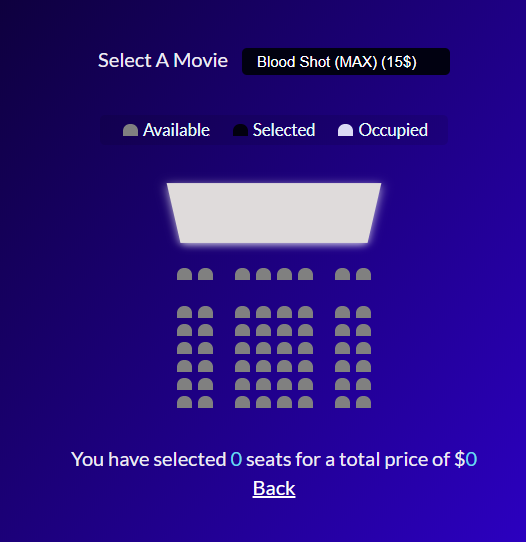 Select A Movie Blood Shot (MAX) (15$)
Available Selected Occupied
You have selected 0 seats for a total price of $0
Back